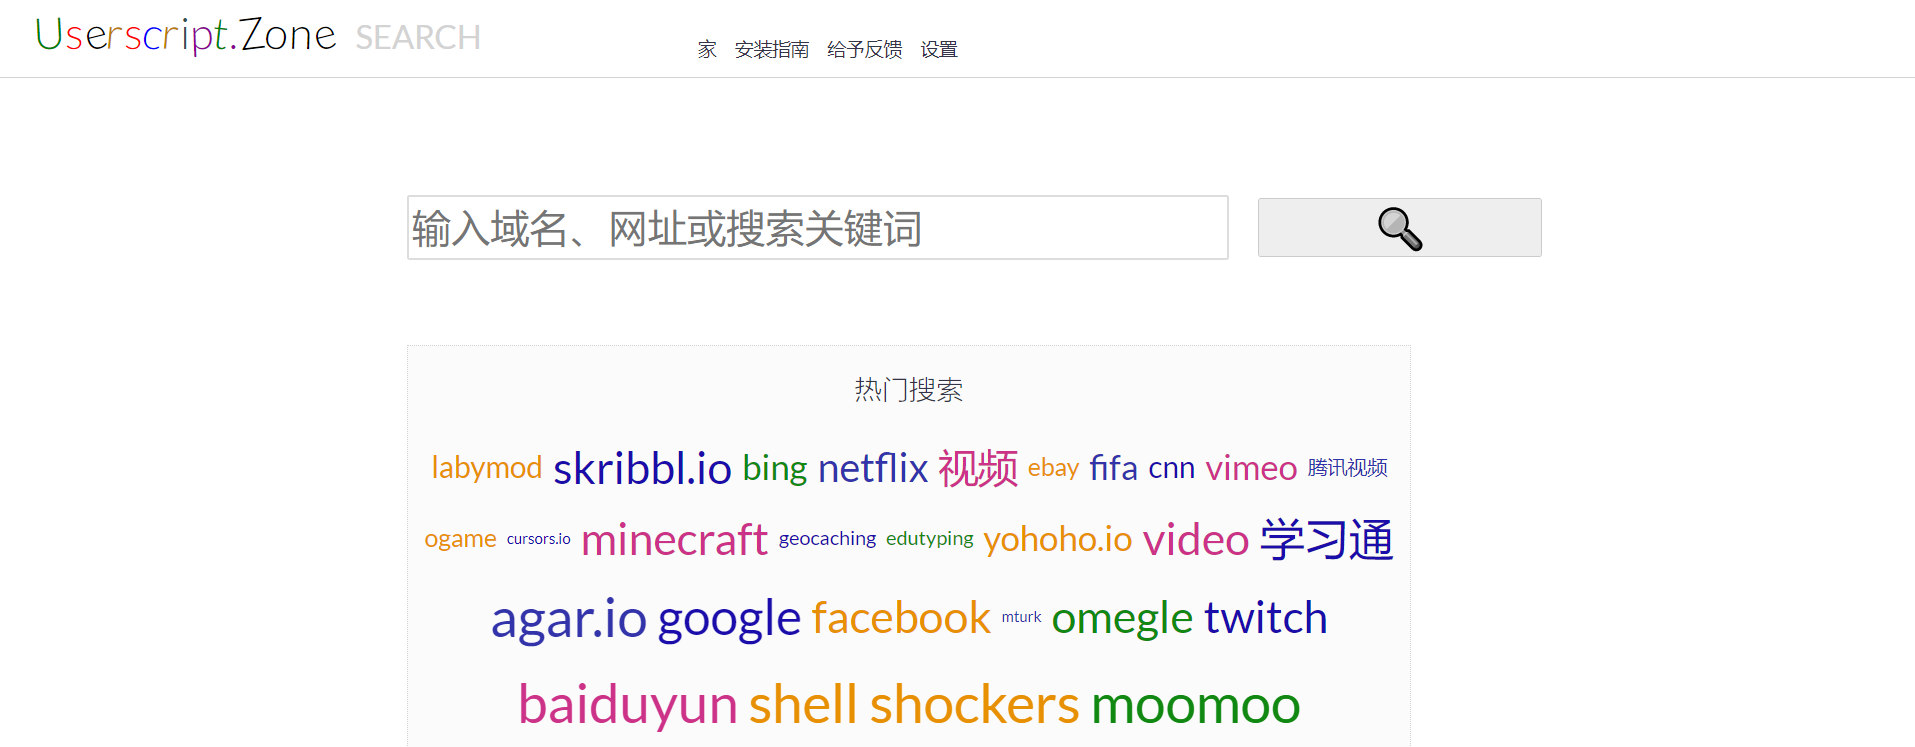 Userscript.Zone SEARCH
家 安装指南 给予反馈 设置
输入域名、网址或搜索关键词
热门搜索
labymod skribbl.io bing netflix 视频 ebay fifa cnn vimeo 腾讯视频
ogame cursors.io minecraft geocaching edutyping yohoho.io video 学习通
agar.io google facebook mturk omegle twitch
baiduyun shell shockers moomoo